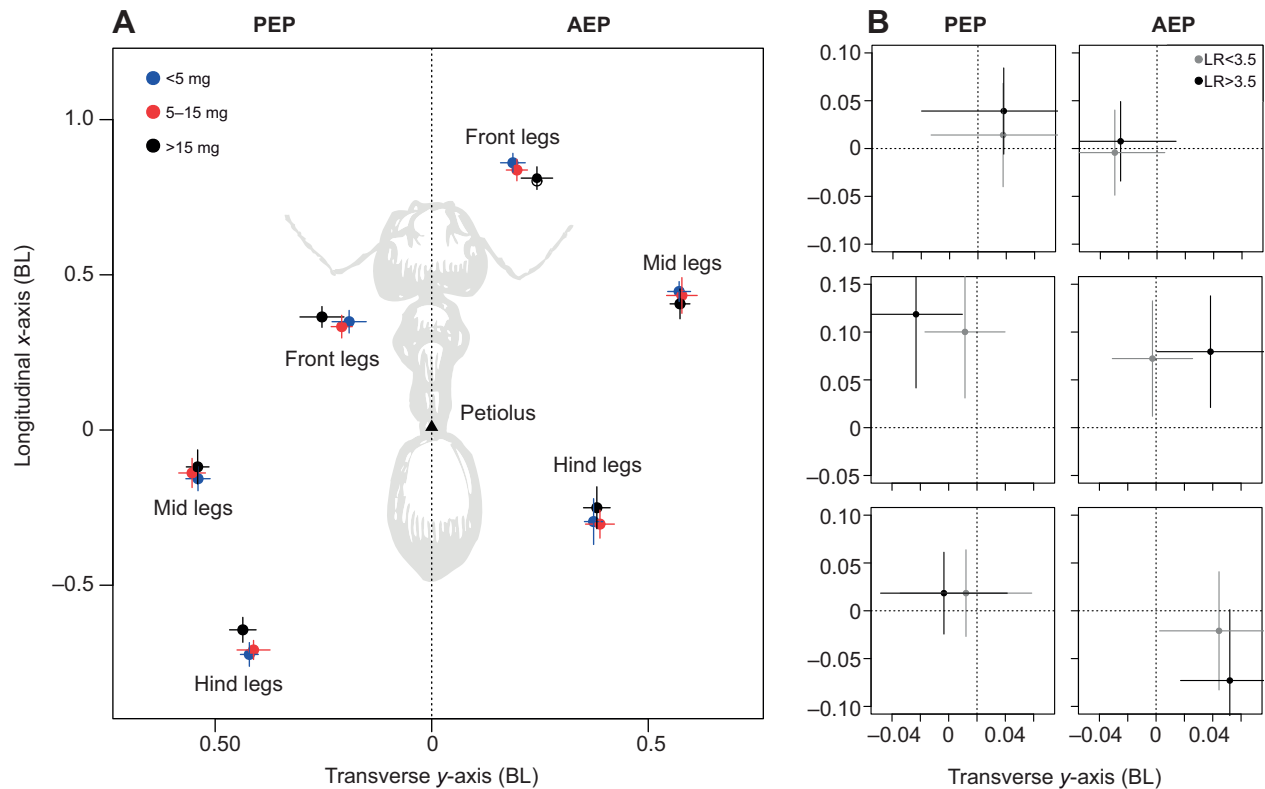 A
PEP
AEP
<5 mg
5–15 mg
>15 mg
1.0
0.5
0
–0.5
Longitudinal x-axis (BL)
Front legs
Mid legs
Front legs
Petiolus
Hind legs
Mid legs
Hind legs
0.50
0
0.5
Transverse y-axis (BL)
B
PEP
AEP
LR<3.5
LR>3.5
0.10
0.05
0
–0.05
–0.10
0.15
0.10
0.05
0
–0.05
0.10
0.05
0
–0.05
–0.10
–0.04
0
0.04
–0.04
0
0.04
Transverse y-axis (BL)